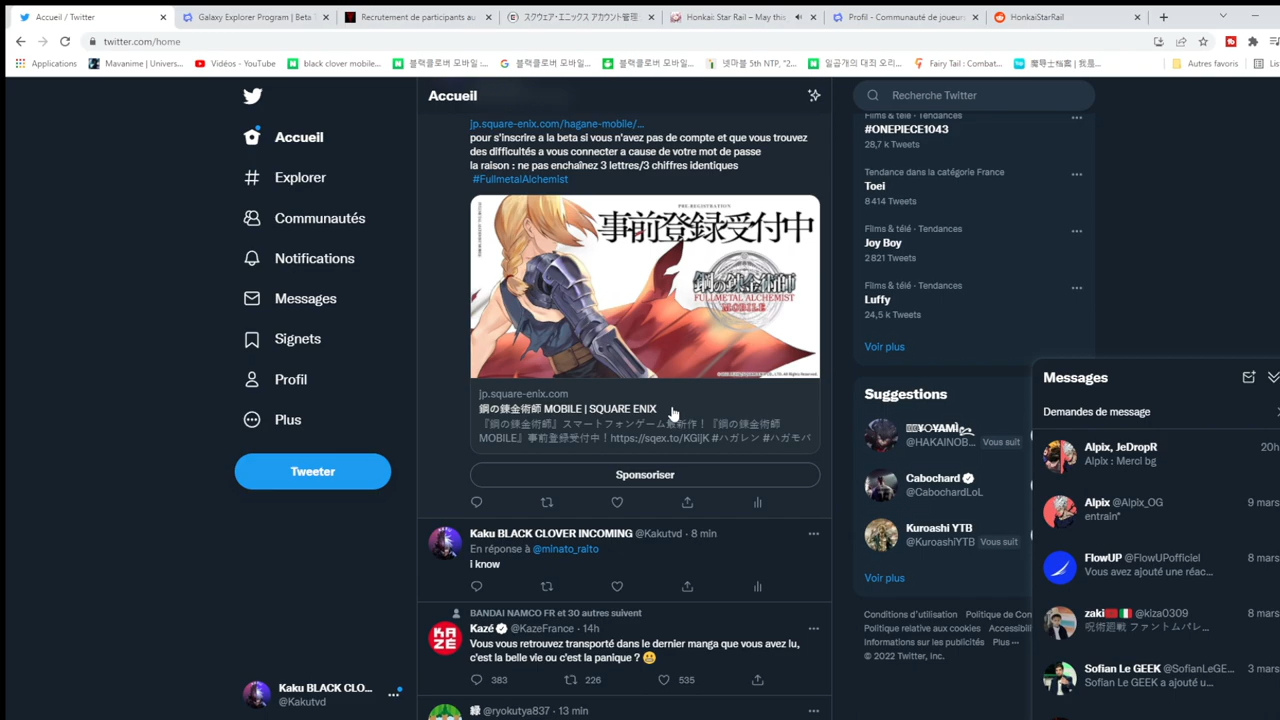 Accueil / Twitter
Galaxy Explorer Program | Beta T
Recrutement de participants au
スクウェア・エニックス アカウント管理
Honkai: Star Rail – May this
Profil - Communauté de joueurs
HonkaiStarRail
twitter.com/home
Applications
Mavanime | Univers...
Vidéos - YouTube
black clover mobile...
블랙클로버 모바일 :...
블랙클로버 모바일 -...
블랙클로버 모바일 :...
넷마블 5th NTP, "2...
일곱개의 대죄 오리...
Fairy Tail : Combat...
魔导士档案 | 我是...
Autres favoris
Accueil
Explorer
Communautés
Notifications
Messages
Signets
Profil
Plus
Tweeter
Kaku BLACK CLO...
@Kakutvd
Accueil
jp.square-enix.com/hagane-mobile/...
pour s'inscrire a la beta si vous n'avez pas de compte et que vous trouvez
des difficultés a vous connecter a cause de votre mot de passe
la raison : ne pas enchaînez 3 lettres/3 chiffres identiques
#FullmetalAlchemist
PRE-REGISTRATION
事前登録受付中
鋼の錬金術師
FULLMETAL ALCHEMIST
MOBILE
jp.square-enix.com
鋼の錬金術師 MOBILE | SQUARE ENIX
『鋼の錬金術師』スマートフォンゲーム最新作！『鋼の錬金術師
MOBILE』事前登録受付中！https://sqex.to/KGljK #ハガレン #ハガモバ
Sponsoriser
Kaku BLACK CLOVER INCOMING @Kakutvd · 8 min
En réponse à @minato_raito
i know
BANDAI NAMCO FR et 30 autres suivent
KAZÉ
Kazé @KazeFrance · 14h
Vous vous retrouvez transporté dans le dernier manga que vous avez lu,
c'est la belle vie ou c'est la panique ?
383
226
535
緑 @ryokutya837 · 13 min
Recherche Twitter
Films & télé · Tendances
#ONEPIECE1043
28,7 k Tweets
Tendance dans la catégorie France
Toei
8 414 Tweets
Films & télé · Tendances
Joy Boy
2 821 Tweets
Films & télé · Tendances
Luffy
24,5 k Tweets
Voir plus
Suggestions
@HAKAINOB... Vous suit
Cabochard
@CabochardLoL
Kuroashi YTB
@KuroashiYTB Vous suit
Voir plus
Conditions d'utilisation Politique de Con
Politique relative aux cookies Accessibili
Informations sur les publicités Plus ···
© 2022 Twitter, Inc.
Messages
Demandes de message
Alpix, JeDropR 20h
Alpix : Merci bg
Alpix @Alpix_OG 9 mars
entrain*
FlowUP @FlowUPofficiel 8 mars
Vous avez ajouté une réac...
zaki @kiza0309 8 mars
呪術廻戦 ファントムパレ...
Sofian Le GEEK @SofianLeGE... 3 mars
Sofian Le GEEK a ajouté u...